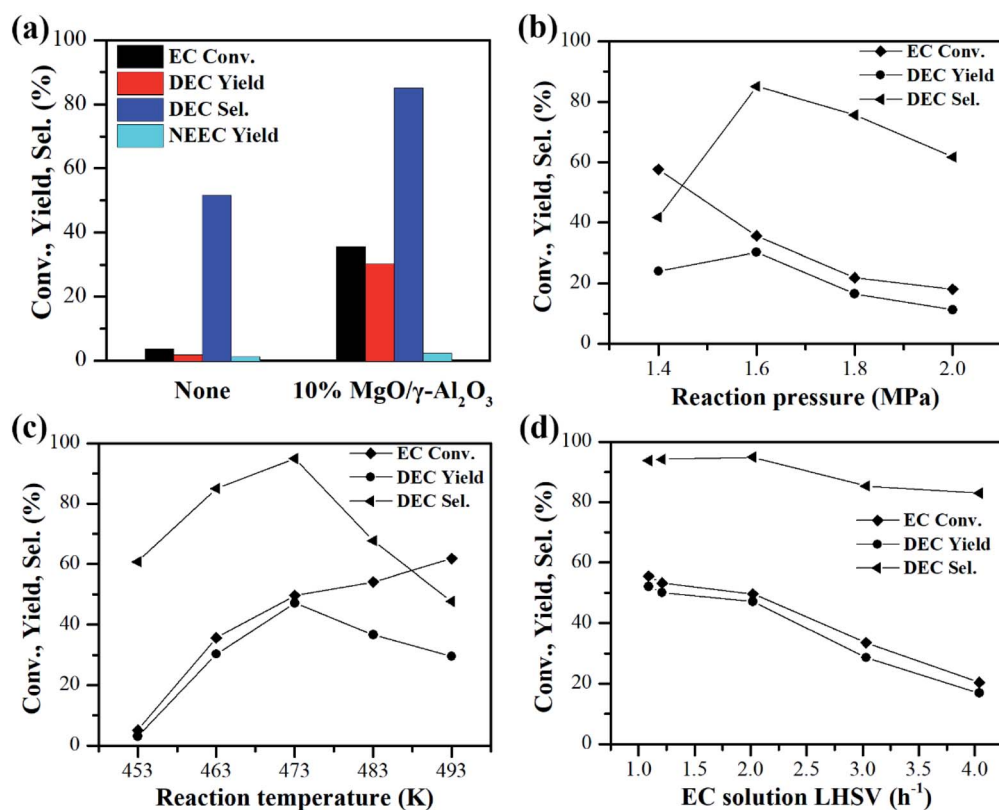 (a)
Conv., Yield, Sel. (%)
100
80
60
40
20
0
EC Conv.
DEC Yield
DEC Sel.
NEEC Yield
None
10% MgO/γ-Al₂O₃
(b)
Conv., Yield, Sel. (%)
100
80
60
40
20
0
EC Conv.
DEC Yield
DEC Sel.
1.4 1.6 1.8 2.0
Reaction pressure (MPa)
(c)
Conv., Yield, Sel. (%)
100
80
60
40
20
0
EC Conv.
DEC Yield
DEC Sel.
453 463 473 483 493
Reaction temperature (K)
(d)
Conv., Yield, Sel. (%)
100
80
60
40
20
0
EC Conv.
DEC Yield
DEC Sel.
1.0 1.5 2.0 2.5 3.0 3.5 4.0
EC solution LHSV (h⁻¹)